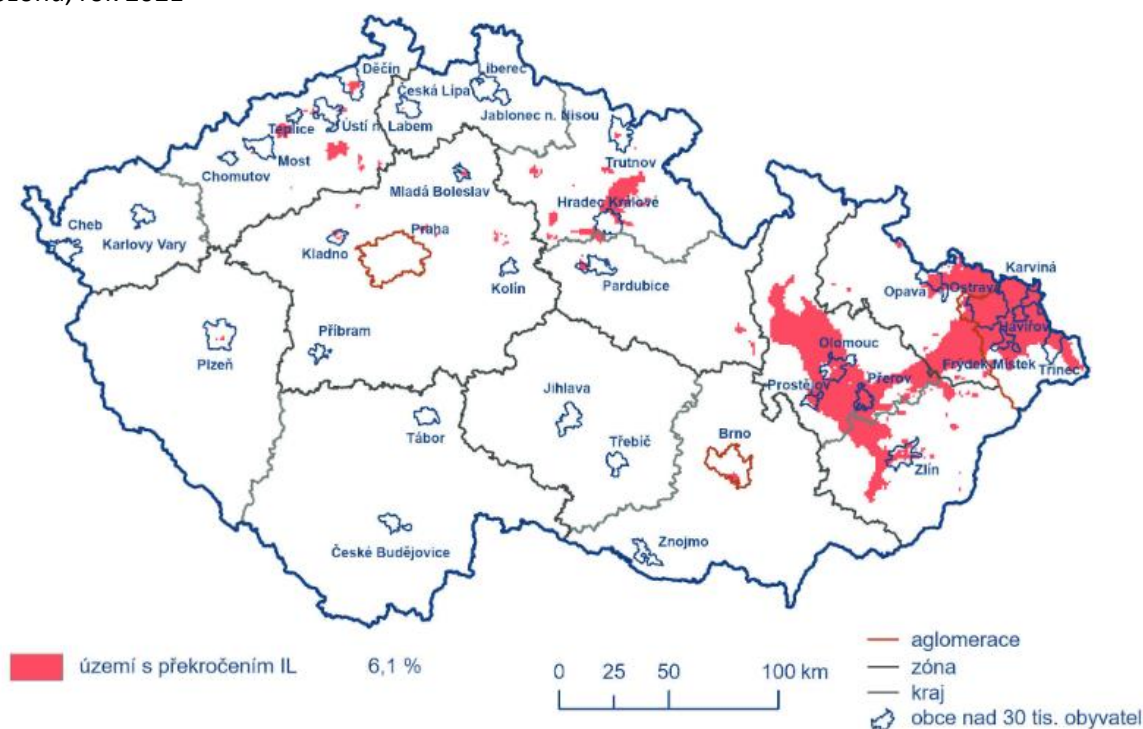 Děčín
Liberec
Česká Lípa
Jablonec n. Nisou
Teplice
Ústí n. Labem
Most
Chomutov
Trutnov
Mladá Boleslav
Hradec Králové
Cheb
Karlovy Vary
Praha
Kladno
Kolín
Pardubice
Karviná
Opava
Ostrava
Havířov
Příbram
Plzeň
Olomouc
Frýdek Místek
Třinec
Prostějov
Přerov
Jihlava
Tábor
Třebíč
Brno
Zlín
České Budějovice
Znojmo
území s překročením IL 6,1 %
0 25 50 100 km
aglomerace
zóna
kraj
obce nad 30 tis. obyvatel